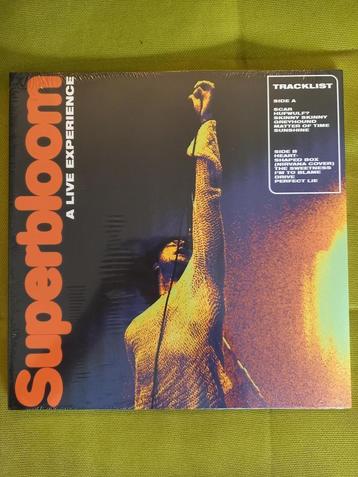 Superbloom
A LIVE EXPERIENCE
TRACKLIST
SIDE A
SCAR
HUFWULF?
SKINNY SKINNY
GREYHOUND
MATTER OF TIME
SUNSHINE
SIDE B
HEART-
SHAPED BOX
(NIRVANA COVER)
THE SWEETNESS
I'M TO BLAME
DRIVE
PERFECT LIE